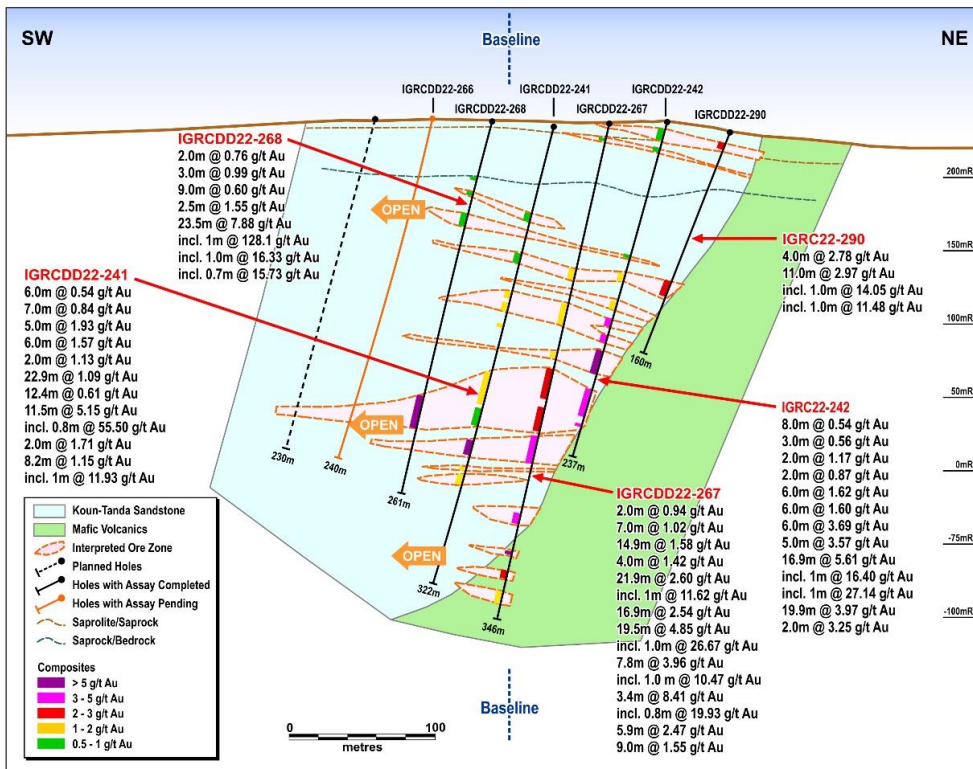 SW
Baseline
NE
IGRCDD22-266
IGRCDD22-241
IGRCDD22-242
IGRCDD22-268
IGRCDD22-267
IGRCDD22-290
IGRCDD22-268
2.0m @ 0.76 g/t Au
3.0m @ 0.99 g/t Au
9.0m @ 0.60 g/t Au
2.5m @ 1.55 g/t Au
23.5m @ 7.88 g/t Au
incl. 1m @ 128.1 g/t Au
incl. 1.0m @ 16.33 g/t Au
incl. 0.7m @ 15.73 g/t Au
OPEN
200mR
150mR
100mR
50mR
0mR
-75mR
-100mR
IGRC22-290
4.0m @ 2.78 g/t Au
11.0m @ 2.97 g/t Au
incl. 1.0m @ 14.05 g/t Au
incl. 1.0m @ 11.48 g/t Au
IGRCDD22-241
6.0m @ 0.54 g/t Au
7.0m @ 0.84 g/t Au
5.0m @ 1.93 g/t Au
6.0m @ 1.57 g/t Au
2.0m @ 1.13 g/t Au
22.9m @ 1.09 g/t Au
12.4m @ 0.61 g/t Au
11.5m @ 5.15 g/t Au
incl. 0.8m @ 55.50 g/t Au
2.0m @ 1.71 g/t Au
8.2m @ 1.15 g/t Au
incl. 1m @ 11.93 g/t Au
160m
OPEN
230m
240m
261m
237m
IGRC22-242
8.0m @ 0.54 g/t Au
3.0m @ 0.56 g/t Au
2.0m @ 1.17 g/t Au
2.0m @ 0.87 g/t Au
6.0m @ 1.62 g/t Au
6.0m @ 1.60 g/t Au
6.0m @ 3.69 g/t Au
5.0m @ 3.57 g/t Au
16.9m @ 5.61 g/t Au
incl. 1m @ 16.40 g/t Au
incl. 1m @ 27.14 g/t Au
19.9m @ 3.97 g/t Au
2.0m @ 3.25 g/t Au
OPEN
322m
346m
IGRCDD22-267
2.0m @ 0.94 g/t Au
7.0m @ 1.02 g/t Au
14.9m @ 1.58 g/t Au
4.0m @ 1.42 g/t Au
21.9m @ 2.60 g/t Au
incl. 1m @ 11.62 g/t Au
16.9m @ 2.54 g/t Au
19.5m @ 4.85 g/t Au
incl. 1.0m @ 26.67 g/t Au
7.8m @ 3.96 g/t Au
incl. 1.0 m @ 10.47 g/t Au
3.4m @ 8.41 g/t Au
incl. 0.8m @ 19.93 g/t Au
5.9m @ 2.47 g/t Au
9.0m @ 1.55 g/t Au
Koun-Tanda Sandstone
Mafic Volcanics
Interpreted Ore Zone
Planned Holes
Holes with Assay Completed
Holes with Assay Pending
Saprolite/Saprock
Saprock/Bedrock
Composites
> 5 g/t Au
3 - 5 g/t Au
2 - 3 g/t Au
1 - 2 g/t Au
0.5 - 1 g/t Au
0
100
metres
Baseline